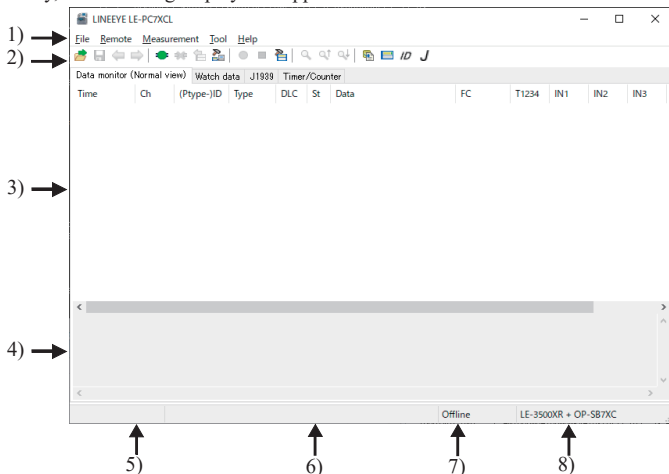 LINEEYE LE-PC7XCL
1) File Remote Measurement Tool Help
2) ID J
Data monitor (Normal view) Watch data J1939 Timer/Counter
Time Ch (Ptype-)ID Type DLC St Data FC T1234 IN1 IN2 IN3
3)
4)
Offline LE-3500XR + OP-SB7XC
5) 6) 7) 8)